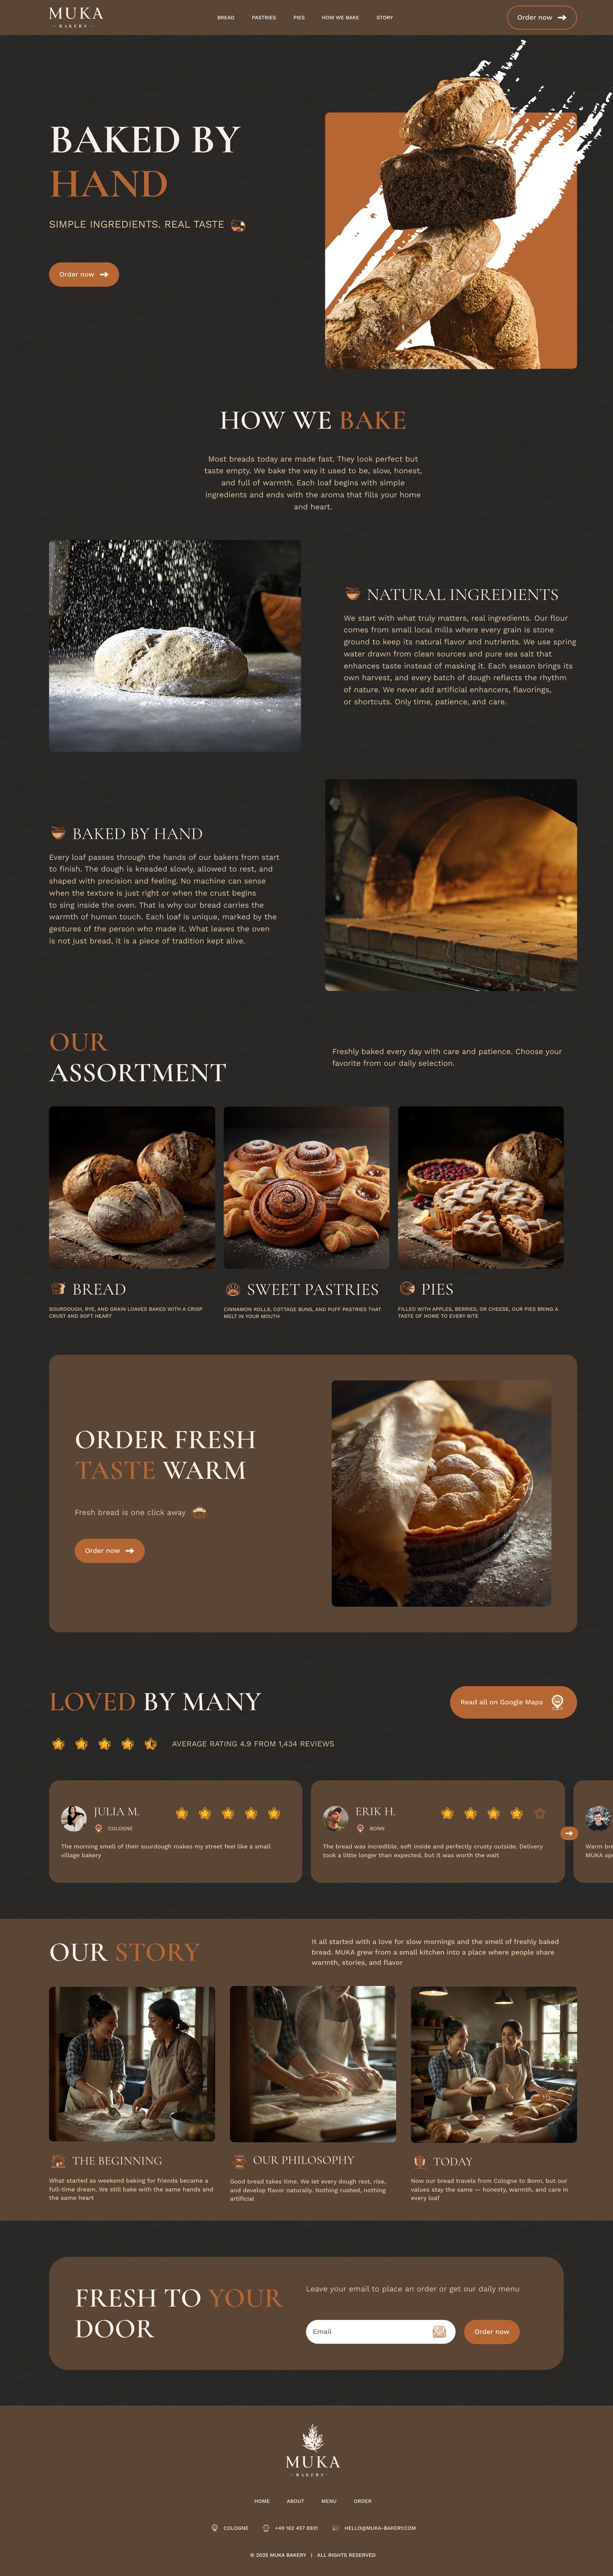 MUKA
BAKERY
BREAD
PASTRIES
PIES
HOW WE BAKE
STORY
Order now
BAKED BY
HAND
SIMPLE INGREDIENTS. REAL TASTE
Order now
HOW WE BAKE
Most breads today are made fast. They look perfect but
taste empty. We bake the way it used to be, slow, honest,
and full of warmth. Each loaf begins with simple
ingredients and ends with the aroma that fills your home
and heart.
NATURAL INGREDIENTS
We start with what truly matters, real ingredients. Our flour
comes from small local mills where every grain is stone
ground to keep its natural flavor and nutrients. We use spring
water drawn from clean sources and pure sea salt that
enhances taste instead of masking it. Each season brings its
own harvest, and every batch of dough reflects the rhythm
of nature. We never add artificial enhancers, flavorings,
or shortcuts. Only time, patience, and care.
BAKED BY HAND
Every loaf passes through the hands of our bakers from start
to finish. The dough is kneaded slowly, allowed to rest, and
shaped with precision and feeling. No machine can sense
when the texture is just right or when the crust begins
to sing inside the oven. That is why our bread carries the
warmth of human touch. Each loaf is unique, marked by the
gestures of the person who made it. What leaves the oven
is not just bread, it is a piece of tradition kept alive.
OUR
ASSORTMENT
Freshly baked every day with care and patience. Choose your
favorite from our daily selection.
BREAD
SOURDOUGH, RYE, AND GRAIN LOAVES BAKED WITH A CRISP
CRUST AND SOFT HEART
SWEET PASTRIES
CINNAMON ROLLS, COTTAGE BUNS, AND PUFF PASTRIES THAT
MELT IN YOUR MOUTH
PIES
FILLED WITH APPLES, BERRIES, OR CHEESE, OUR PIES BRING A
TASTE OF HOME TO EVERY BITE
ORDER FRESH
TASTE WARM
Fresh bread is one click away
Order now
LOVED BY MANY
Read all on Google Maps
AVERAGE RATING 4.9 FROM 1,434 REVIEWS
JULIA M.
COLOGNE
The morning smell of their sourdough makes my street feel like a small
village bakery
ERIK H.
BONN
The bread was incredible, soft inside and perfectly crusty outside. Delivery
took a little longer than expected, but it was worth the wait
Warm bre
MUKA op
OUR STORY
It all started with a love for slow mornings and the smell of freshly baked
bread. MUKA grew from a small kitchen into a place where people share
warmth, stories, and flavor
THE BEGINNING
What started as weekend baking for friends became a
full-time dream. We still bake with the same hands and
the same heart
OUR PHILOSOPHY
Good bread takes time. We let every dough rest, rise,
and develop flavor naturally. Nothing rushed, nothing
artificial
TODAY
Now our bread travels from Cologne to Bonn, but our
values stay the same — honesty, warmth, and care in
every loaf
FRESH TO YOUR
DOOR
Leave your email to place an order or get our daily menu
Email
Order now
MUKA
BAKERY
HOME
ABOUT
MENU
ORDER
COLOGNE
+49 162 457 8931
HELLO@MUKA-BAKERY.COM
© 2025 MUKA BAKERY | ALL RIGHTS RESERVED